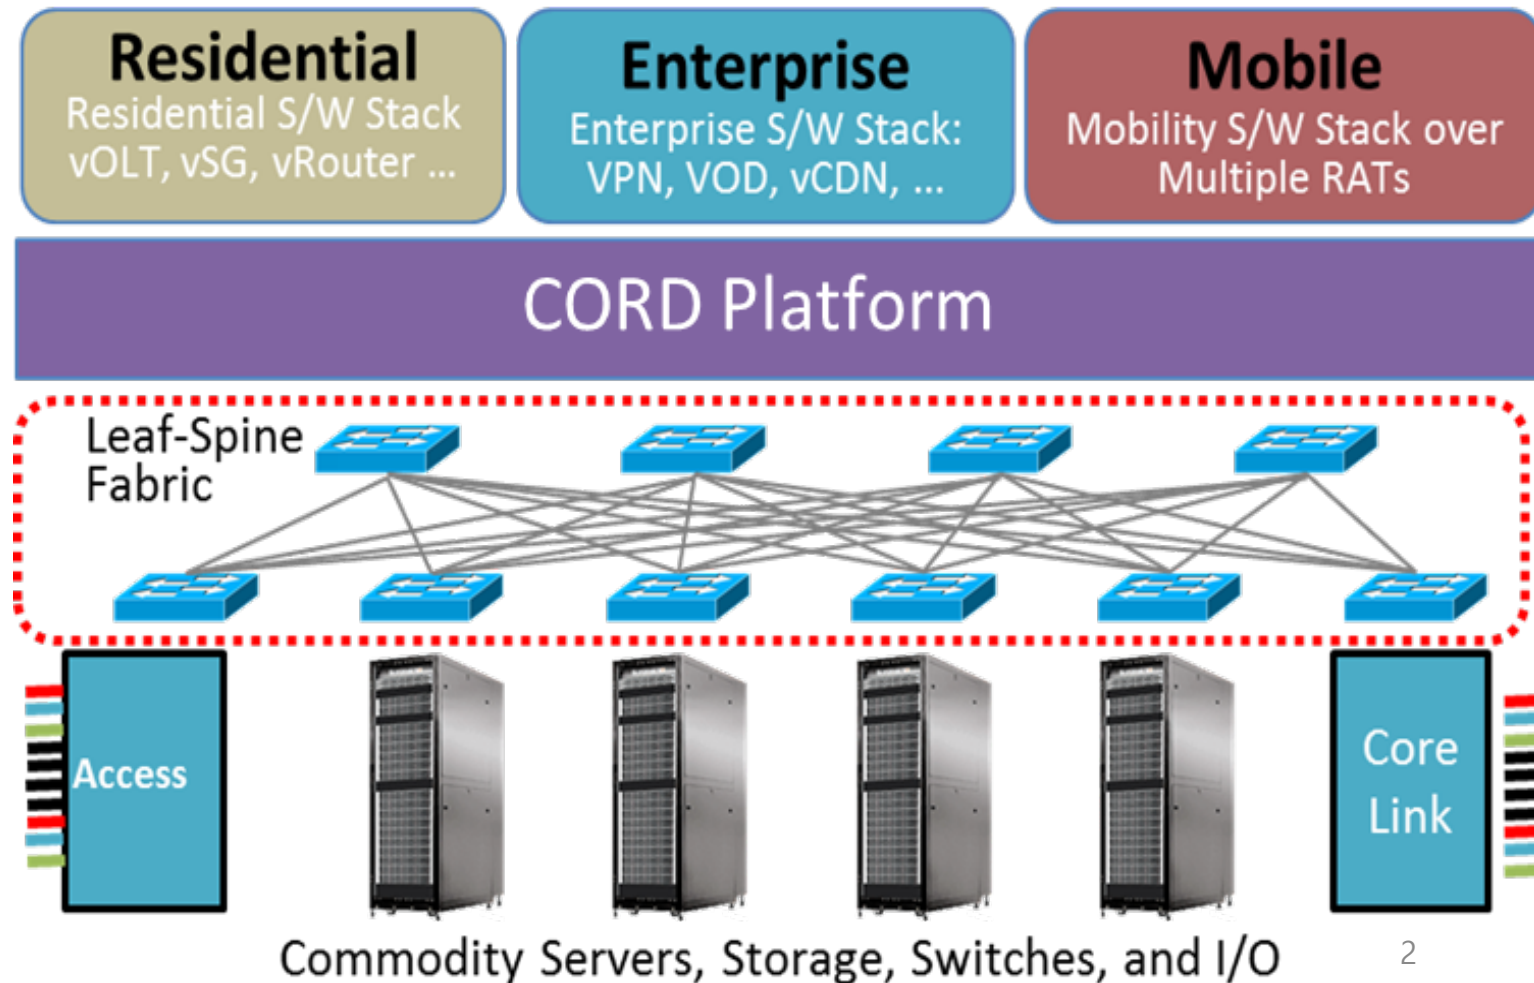 Residential
Residential S/W Stack
vOLT, vSG, vRouter ...
Enterprise
Enterprise S/W Stack:
VPN, VOD, vCDN, ...
Mobile
Mobility S/W Stack over
Multiple RATs
CORD Platform
Leaf-Spine
Fabric
Access
Core
Link
Commodity Servers, Storage, Switches, and I/O
2